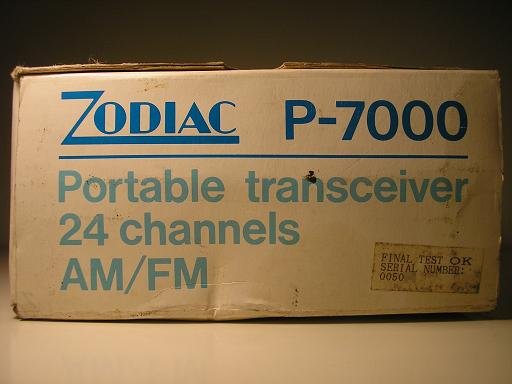 ZODIAC P-7000
Portable transceiver
24 channels
AM/FM
FINAL TEST OK
SERIAL NUMBER:
0050